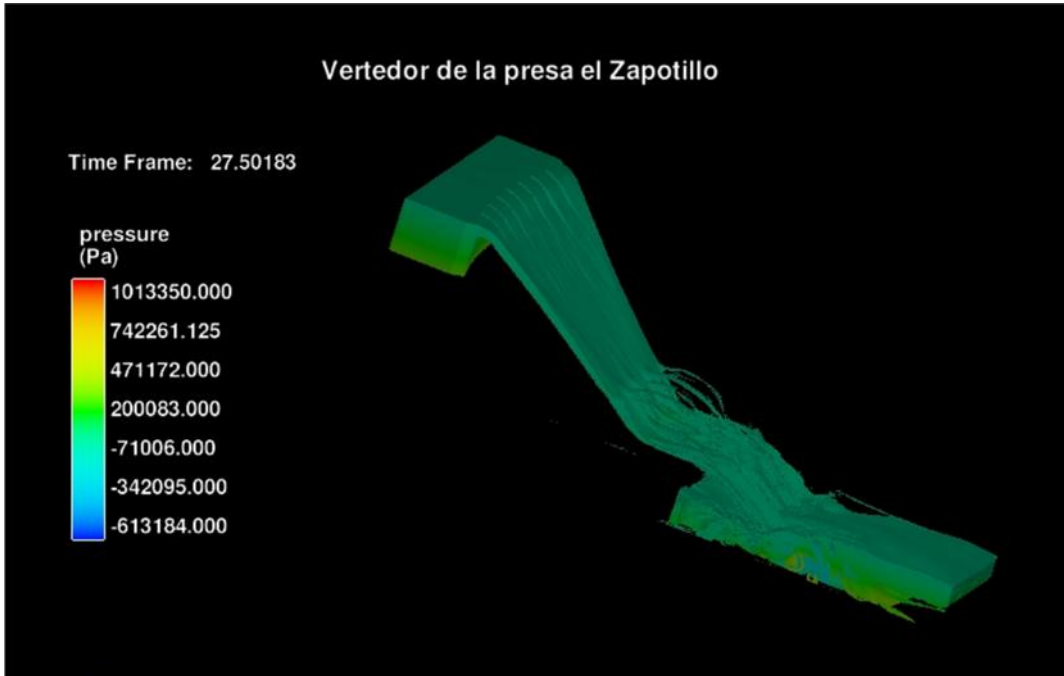 Vertedor de la presa el Zapotillo
Time Frame: 27.50183
pressure
(Pa)
1013350.000
742261.125
471172.000
200083.000
-71006.000
-342095.000
-613184.000